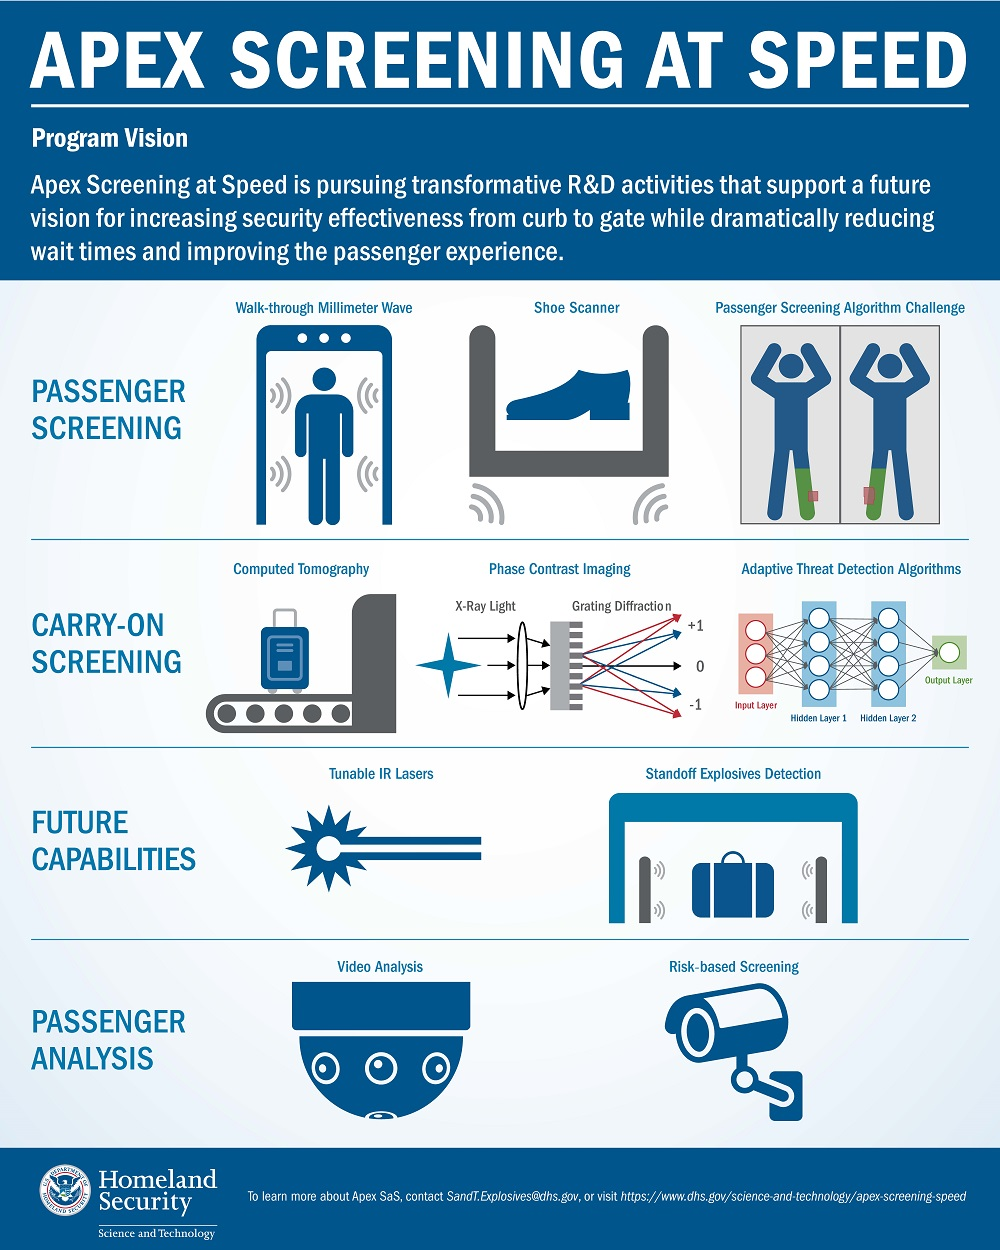 APEX SCREENING AT SPEED
Program Vision
Apex Screening at Speed is pursuing transformative R&D activities that support a future
vision for increasing security effectiveness from curb to gate while dramatically reducing
wait times and improving the passenger experience.
PASSENGER
SCREENING
Walk-through Millimeter Wave
Shoe Scanner
Passenger Screening Algorithm Challenge
CARRY-ON
SCREENING
Computed Tomography
Phase Contrast Imaging
X-Ray Light
Grating Diffraction
+1
0
-1
Adaptive Threat Detection Algorithms
Input Layer
Hidden Layer 1
Hidden Layer 2
Output Layer
FUTURE
CAPABILITIES
Tunable IR Lasers
Standoff Explosives Detection
PASSENGER
ANALYSIS
Video Analysis
Risk-based Screening
U.S. DEPARTMENT OF HOMELAND SECURITY
Homeland
Security
Science and Technology
To learn more about Apex SaS, contact SandT.Explosives@dhs.gov, or visit https://www.dhs.gov/science-and-technology/apex-screening-speed